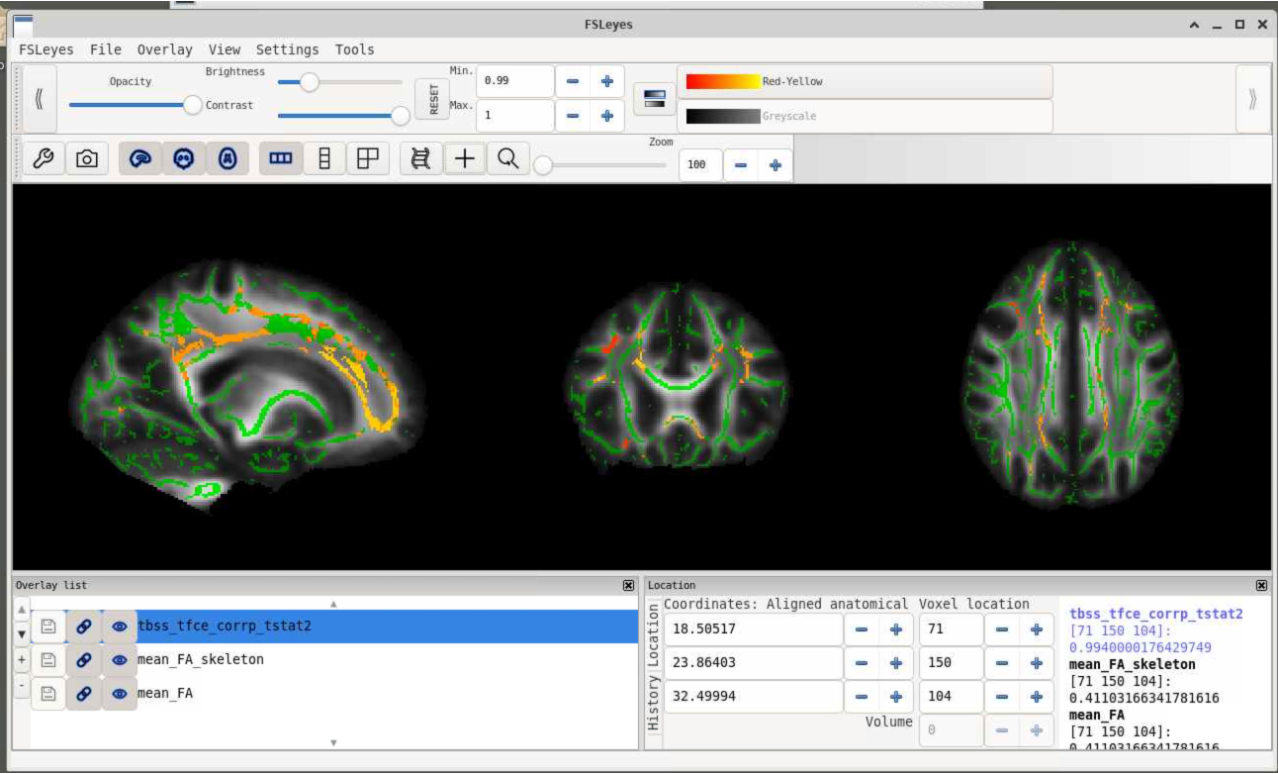 FSLeyes
FSLeyes File Overlay View Settings Tools
Opacity
Brightness
Contrast
RESET
Min. 0.99
Max. 1
Red-Yellow
Greyscale
Zoom
100
Overlay list
tbss_tfce_corrp_tstat2
mean_FA_skeleton
mean_FA
Location
History Location
Coordinates: Aligned anatomical Voxel location
18.50517 71
23.86403 150
32.49994 104
Volume 0
tbss_tfce_corrp_tstat2
[71 150 104]:
0.9940000176429749
mean_FA_skeleton
[71 150 104]:
0.41103166341781616
mean_FA
[71 150 104]:
0.41103166341781616